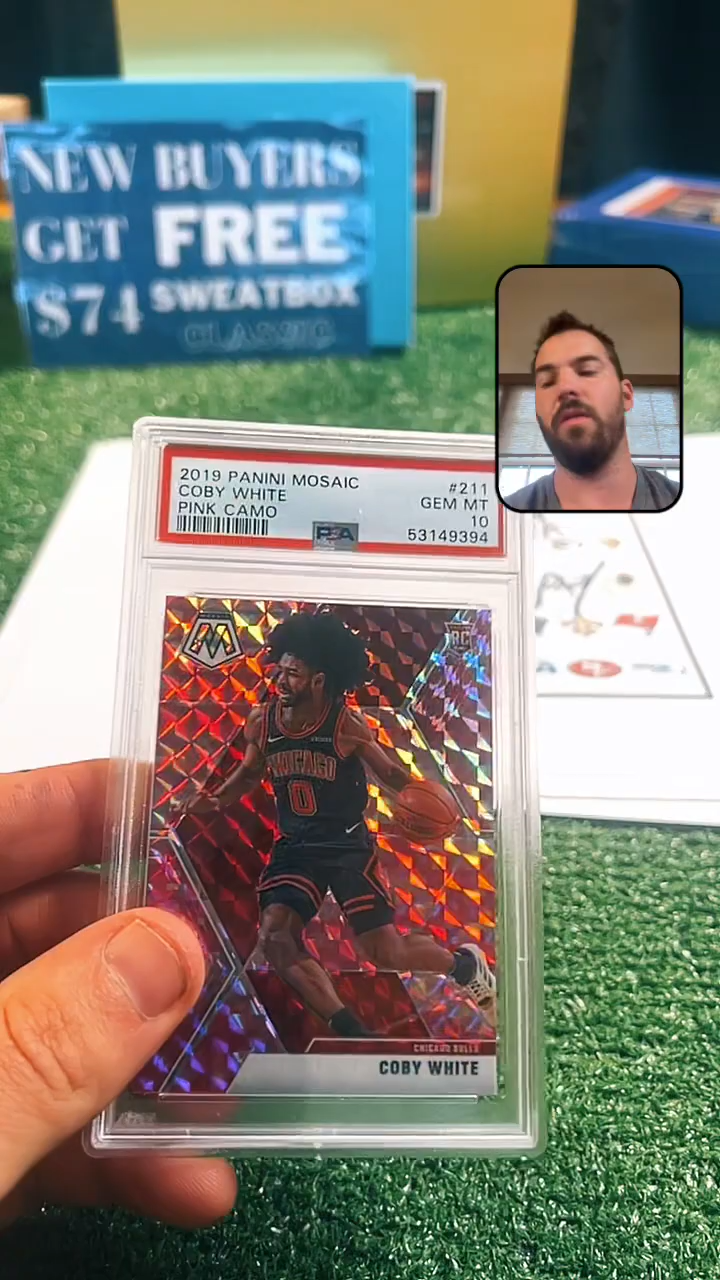 NEW BUYERS
GET FREE
$74 SWEATBOX
CLASSIC
2019 PANINI MOSAIC #211
COBY WHITE GEM MT
PINK CAMO 10
53149394
PSA
MOSAIC
M
RC
CHICAGO
0
CHICAGO BULLS
COBY WHITE